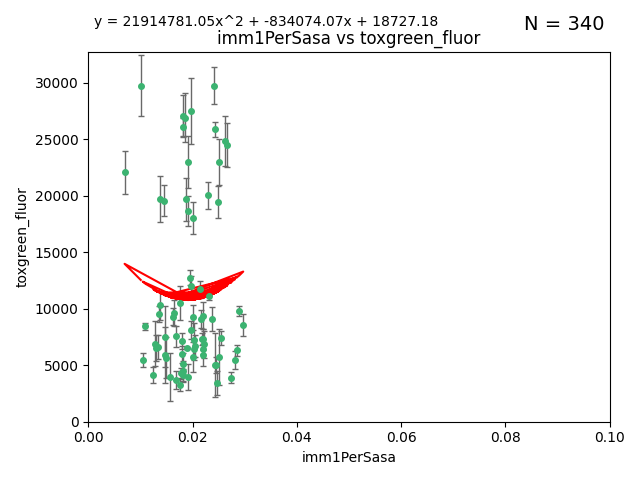 y = 21914781.05x^2 + -834074.07x + 18727.18
N = 340
imm1PerSasa vs toxgreen_fluor
30000
25000
20000
15000
10000
5000
0
toxgreen_fluor
0.00 0.02 0.04 0.06 0.08 0.10
imm1PerSasa